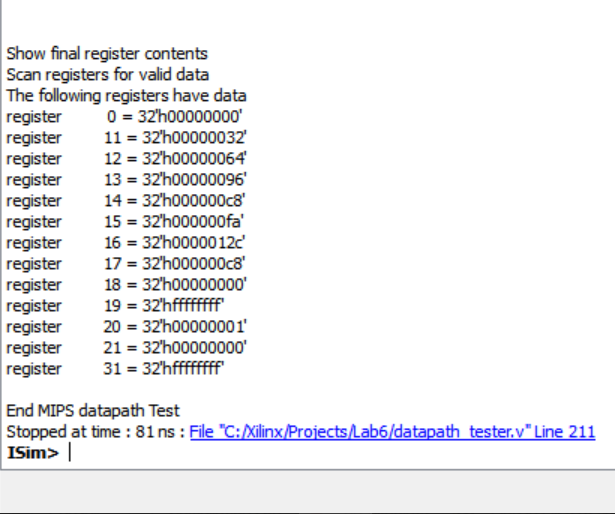 Show final register contents
Scan registers for valid data
The following registers have data
register 0 = 32'h00000000'
register 11 = 32'h00000032'
register 12 = 32'h00000064'
register 13 = 32'h00000096'
register 14 = 32'h000000c8'
register 15 = 32'h000000fa'
register 16 = 32'h0000012c'
register 17 = 32'h000000c8'
register 18 = 32'h00000000'
register 19 = 32'hffffffff'
register 20 = 32'h00000001'
register 21 = 32'h00000000'
register 31 = 32'hffffffff'
End MIPS datapath Test
Stopped at time : 81 ns : File "C:/Xilinx/Projects/Lab6/datapath_tester.v" Line 211
ISim>